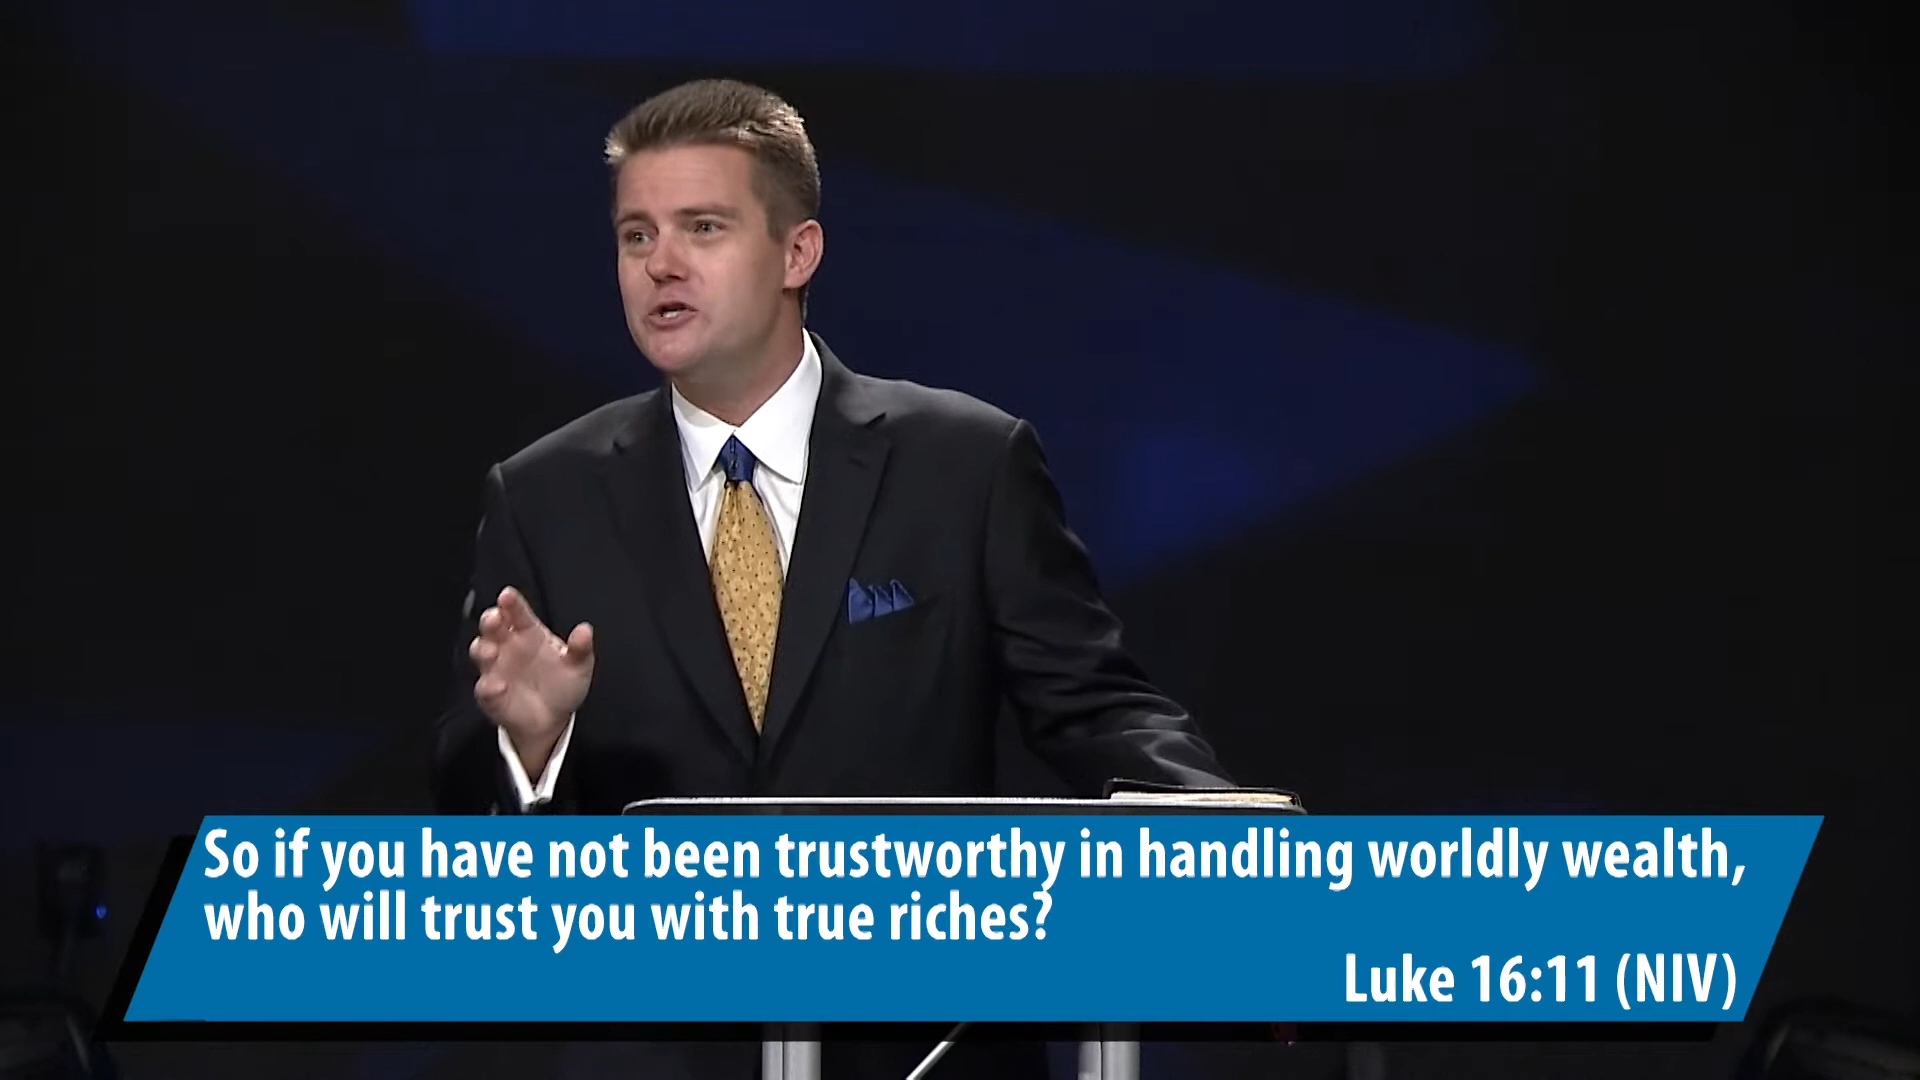 So if you have not been trustworthy in handling worldly wealth,
who will trust you with true riches?
Luke 16:11 (NIV)